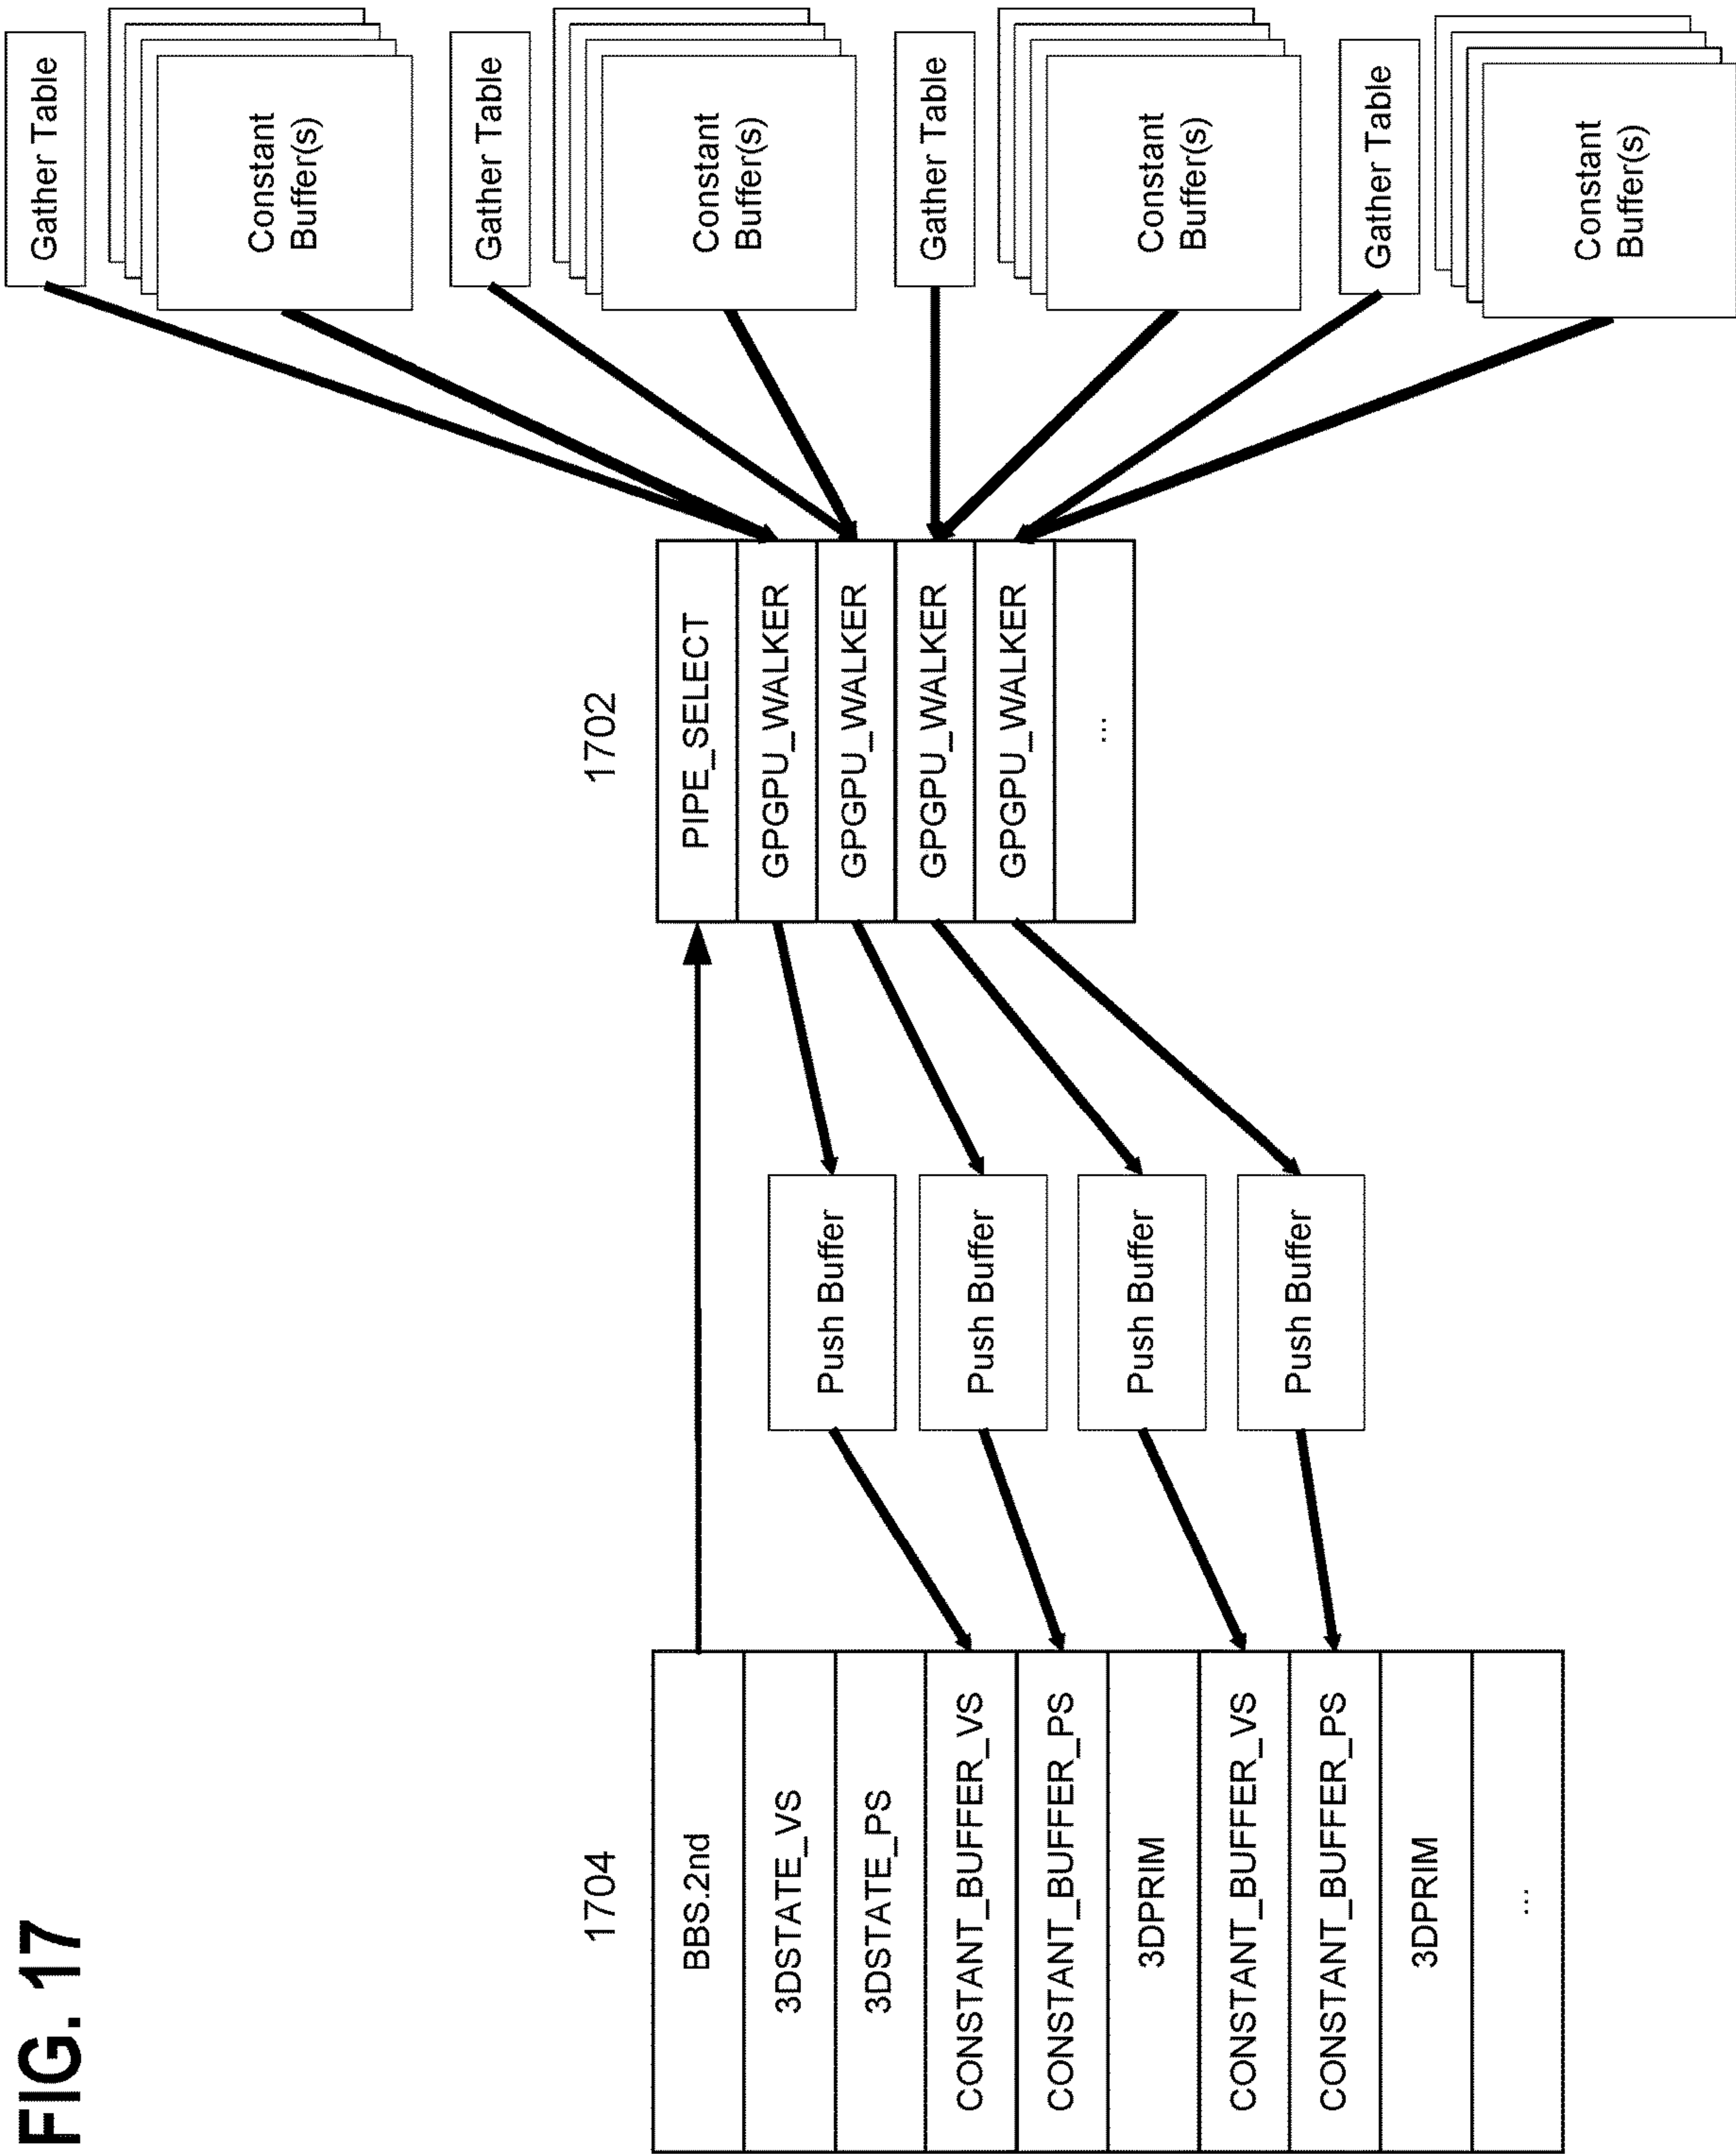 FIG. 17
1704
BBS.2nd
3DSTATE_VS
3DSTATE_PS
CONSTANT_BUFFER_VS
CONSTANT_BUFFER_PS
3DPRIM
CONSTANT_BUFFER_VS
CONSTANT_BUFFER_PS
3DPRIM
...
Push Buffer
Push Buffer
Push Buffer
Push Buffer
1702
PIPE_SELECT
GPGPU_WALKER
GPGPU_WALKER
GPGPU_WALKER
GPGPU_WALKER
...
Gather Table
Constant
Buffer(s)
Gather Table
Constant
Buffer(s)
Gather Table
Constant
Buffer(s)
Gather Table
Constant
Buffer(s)